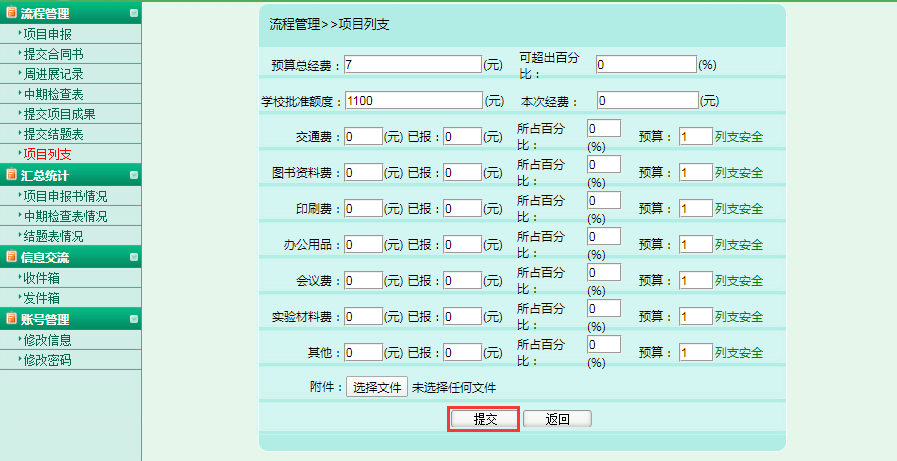 流程管理
项目申报
提交合同书
周进展记录
中期检查表
提交项目成果
提交结题表
项目列支
汇总统计
项目申报书情况
中期检查表情况
结题表情况
信息交流
收件箱
发件箱
账号管理
修改信息
修改密码
流程管理>>项目列支
预算总经费：7(元) 可超出百分比：0(%)
学校批准额度：1100(元) 本次经费：0(元)
交通费：0(元) 已报：0(元) 所占百分比：0(%) 预算：1 列支安全
图书资料费：0(元) 已报：0(元) 所占百分比：0(%) 预算：1 列支安全
印刷费：0(元) 已报：0(元) 所占百分比：0(%) 预算：1 列支安全
办公用品：0(元) 已报：0(元) 所占百分比：0(%) 预算：1 列支安全
会议费：0(元) 已报：0(元) 所占百分比：0(%) 预算：1 列支安全
实验材料费：0(元) 已报：0(元) 所占百分比：0(%) 预算：1 列支安全
其他：0(元) 已报：0(元) 所占百分比：0(%) 预算：1 列支安全
附件：选择文件 未选择任何文件
提交 返回